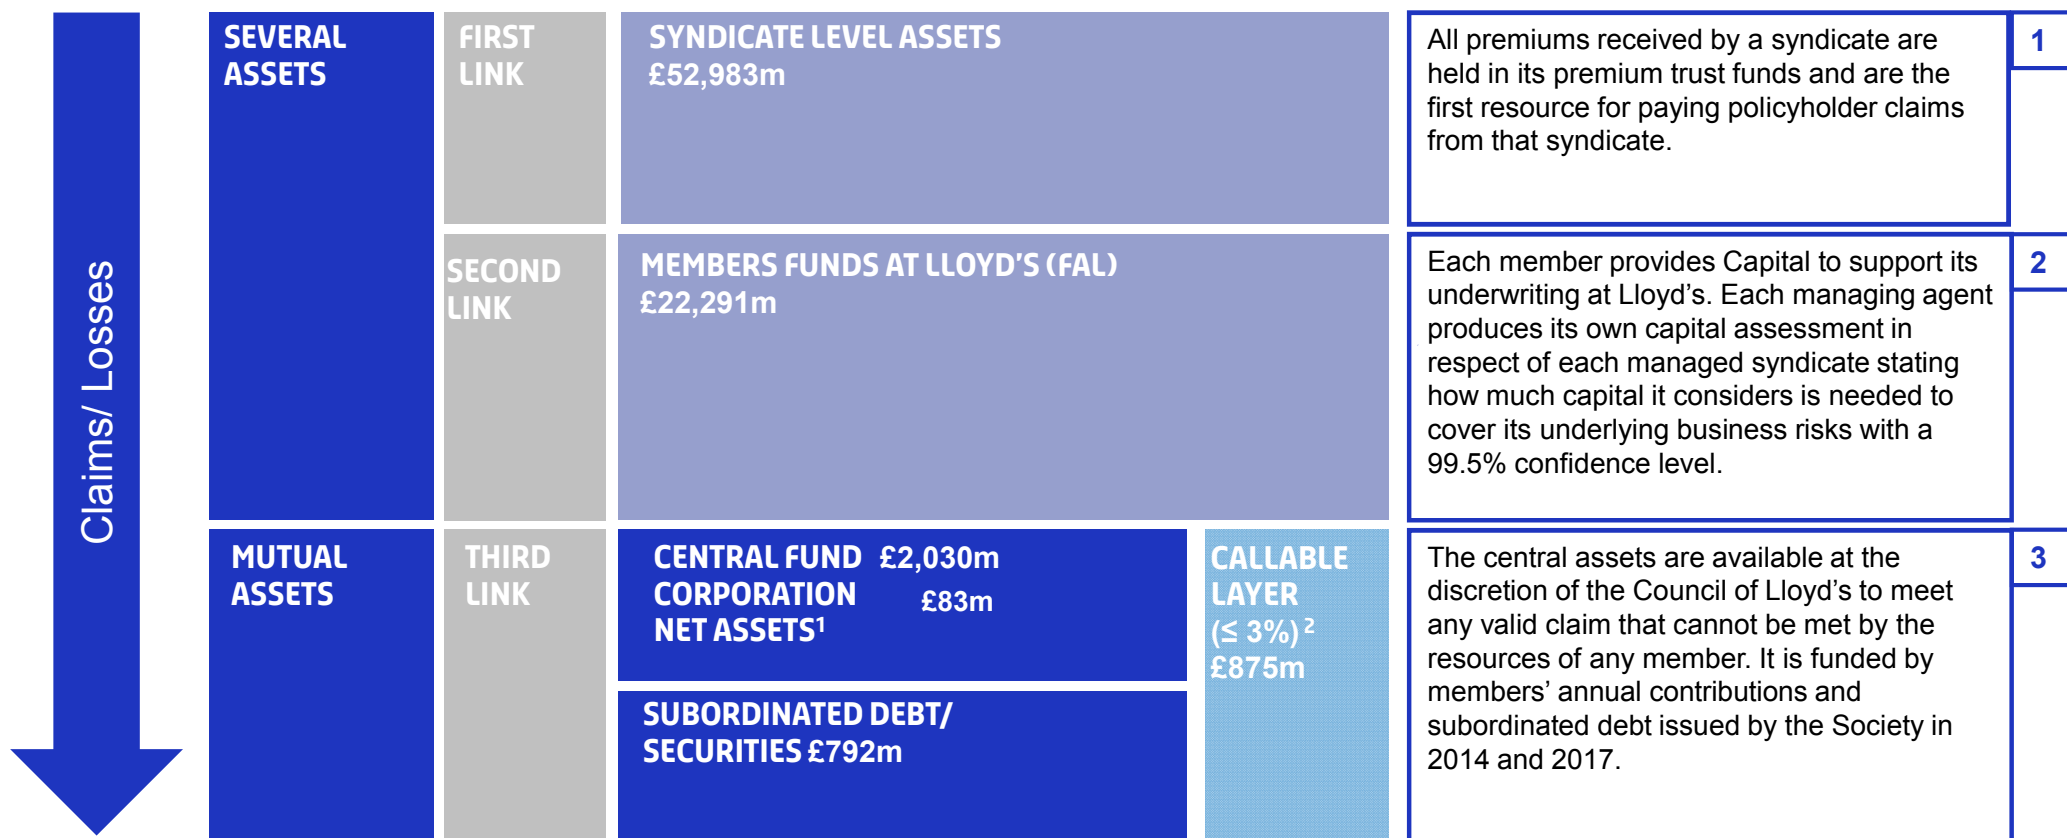 Claims/ Losses
SEVERAL
ASSETS
FIRST
LINK
SYNDICATE LEVEL ASSETS
£52,983m
All premiums received by a syndicate are
held in its premium trust funds and are the
first resource for paying policyholder claims
from that syndicate.
1
SECOND
LINK
MEMBERS FUNDS AT LLOYD'S (FAL)
£22,291m
Each member provides Capital to support its
underwriting at Lloyd's. Each managing agent
produces its own capital assessment in
respect of each managed syndicate stating
how much capital it considers is needed to
cover its underlying business risks with a
99.5% confidence level.
2
MUTUAL
ASSETS
THIRD
LINK
CENTRAL FUND £2,030m
CORPORATION £83m
NET ASSETS¹
SUBORDINATED DEBT/
SECURITIES £792m
CALLABLE
LAYER
(≤ 3%) ²
£875m
The central assets are available at the
discretion of the Council of Lloyd's to meet
any valid claim that cannot be met by the
resources of any member. It is funded by
members' annual contributions and
subordinated debt issued by the Society in
2014 and 2017.
3